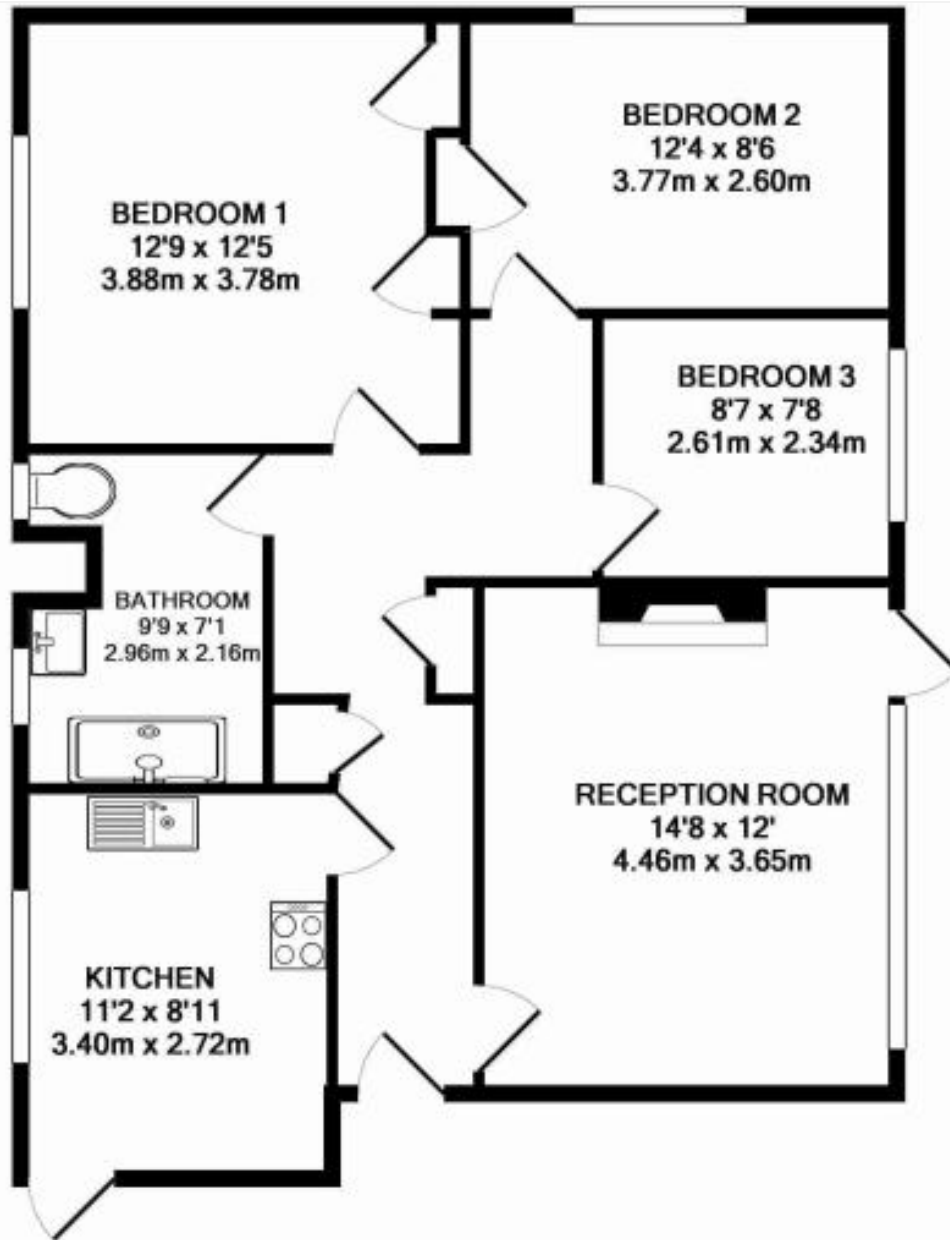 BEDROOM 1
12'9 x 12'5
3.88m x 3.78m
BEDROOM 2
12'4 x 8'6
3.77m x 2.60m
BEDROOM 3
8'7 x 7'8
2.61m x 2.34m
BATHROOM
9'9 x 7'1
2.96m x 2.16m
RECEPTION ROOM
14'8 x 12'
4.46m x 3.65m
KITCHEN
11'2 x 8'11
3.40m x 2.72m